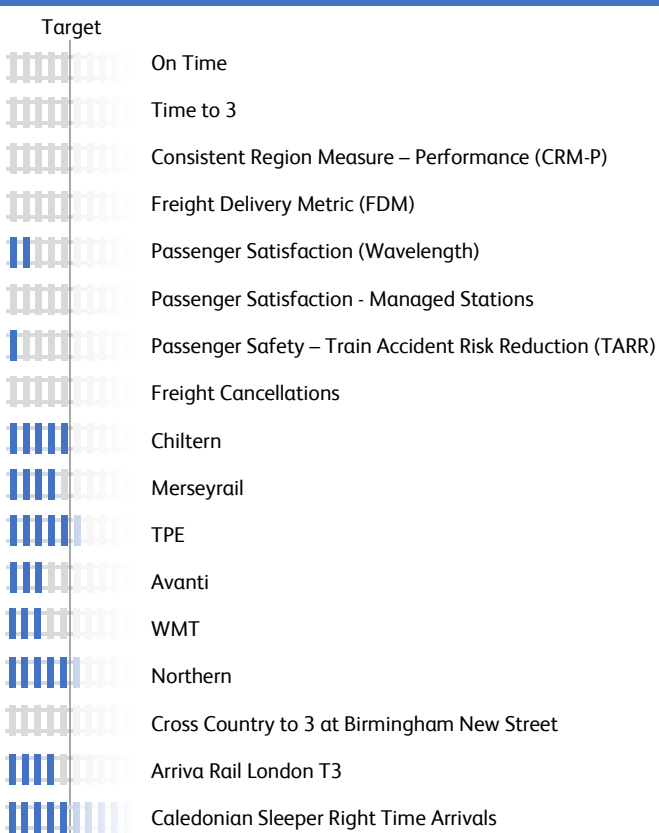 Target
On Time
Time to 3
Consistent Region Measure – Performance (CRM-P)
Freight Delivery Metric (FDM)
Passenger Satisfaction (Wavelength)
Passenger Satisfaction - Managed Stations
Passenger Safety – Train Accident Risk Reduction (TARR)
Freight Cancellations
Chiltern
Merseyrail
TPE
Avanti
WMT
Northern
Cross Country to 3 at Birmingham New Street
Arriva Rail London T3
Caledonian Sleeper Right Time Arrivals